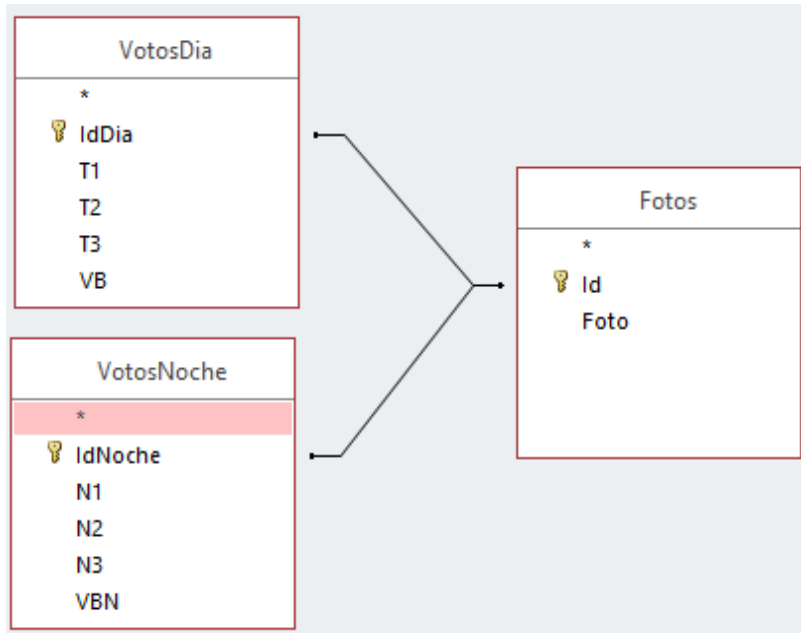 VotosDia
*
IdDia
T1
T2
T3
VB
VotosNoche
*
IdNoche
N1
N2
N3
VBN
Fotos
*
Id
Foto